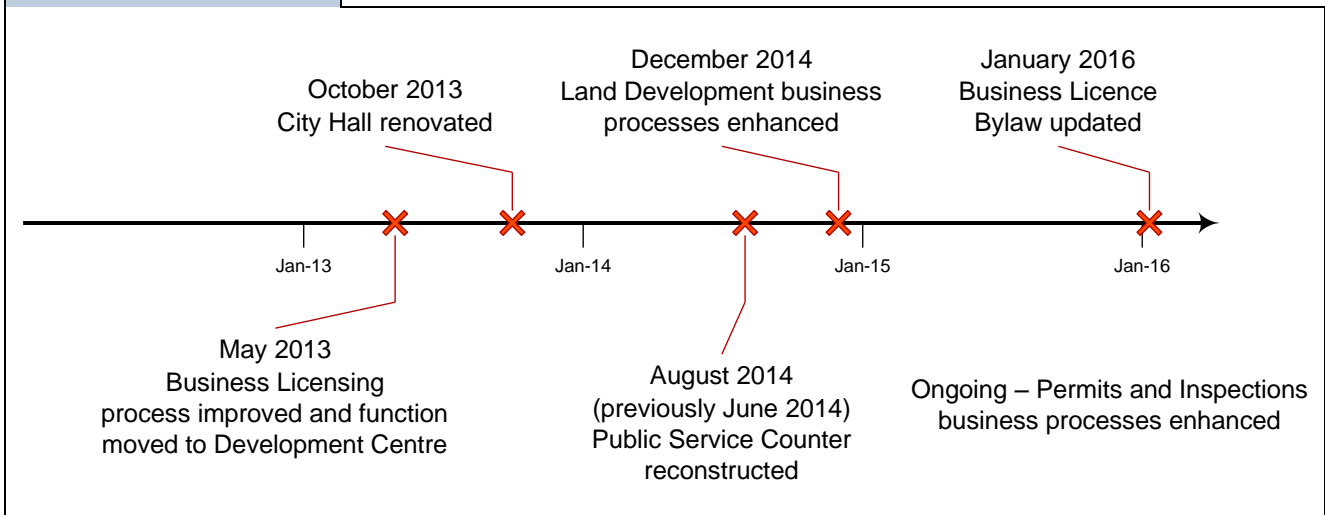 December 2014
Land Development business
processes enhanced
January 2016
Business Licence
Bylaw updated
October 2013
City Hall renovated
Jan-13
Jan-14
Jan-15
Jan-16
May 2013
Business Licensing
process improved and function
moved to Development Centre
August 2014
(previously June 2014)
Public Service Counter
reconstructed
Ongoing – Permits and Inspections
business processes enhanced